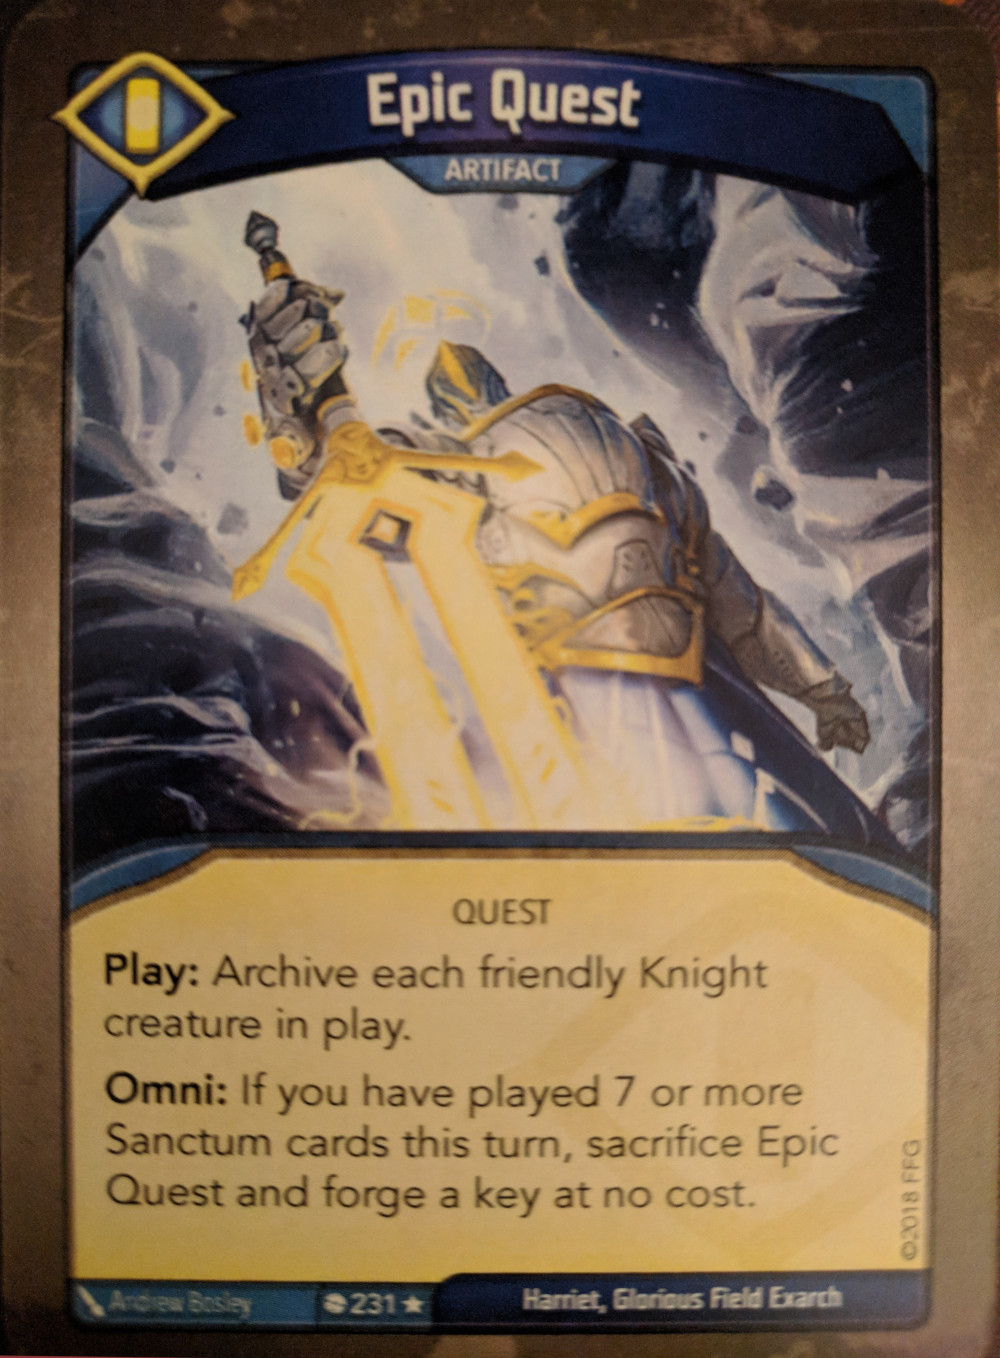 Epic Quest
ARTIFACT
QUEST
Play: Archive each friendly Knight
creature in play.
Omni: If you have played 7 or more
Sanctum cards this turn, sacrifice Epic
Quest and forge a key at no cost.
©2018 FFG
Andrew Bosley
231★
Harriet, Glorious Field Exarch